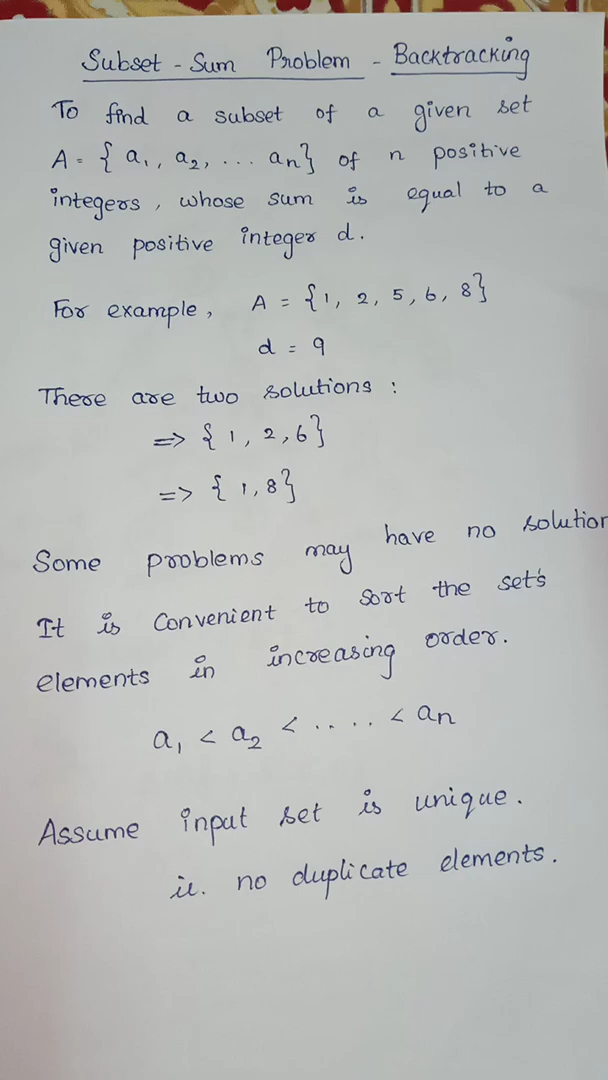 Subset - Sum Problem - Backtracking
To find a subset of a given set
A = { a1, a2, ... an} of n positive
integers, whose sum is equal to a
given positive integer d.
For example, A = {1, 2, 5, 6, 8}
d = 9
There are two solutions :
=> { 1, 2, 6}
=> { 1, 8}
Some problems may have no solution
It is convenient to sort the set's
elements in increasing order.
a1 < a2 < .... < an
Assume input set is unique.
ie. no duplicate elements.